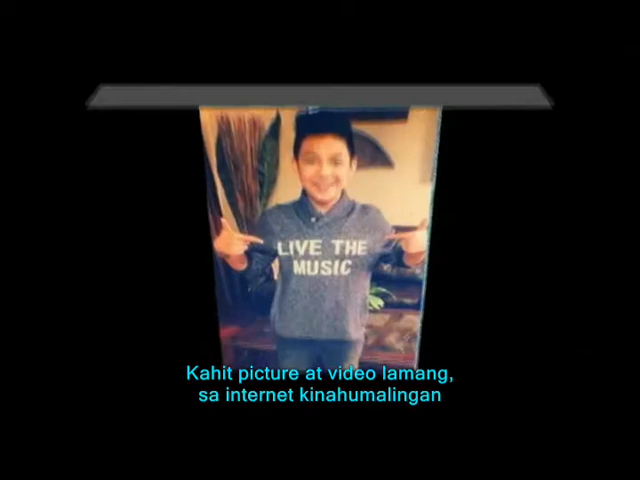 LIVE THE
MUSIC
Kahit picture at video lamang,
sa internet kinahumalingan